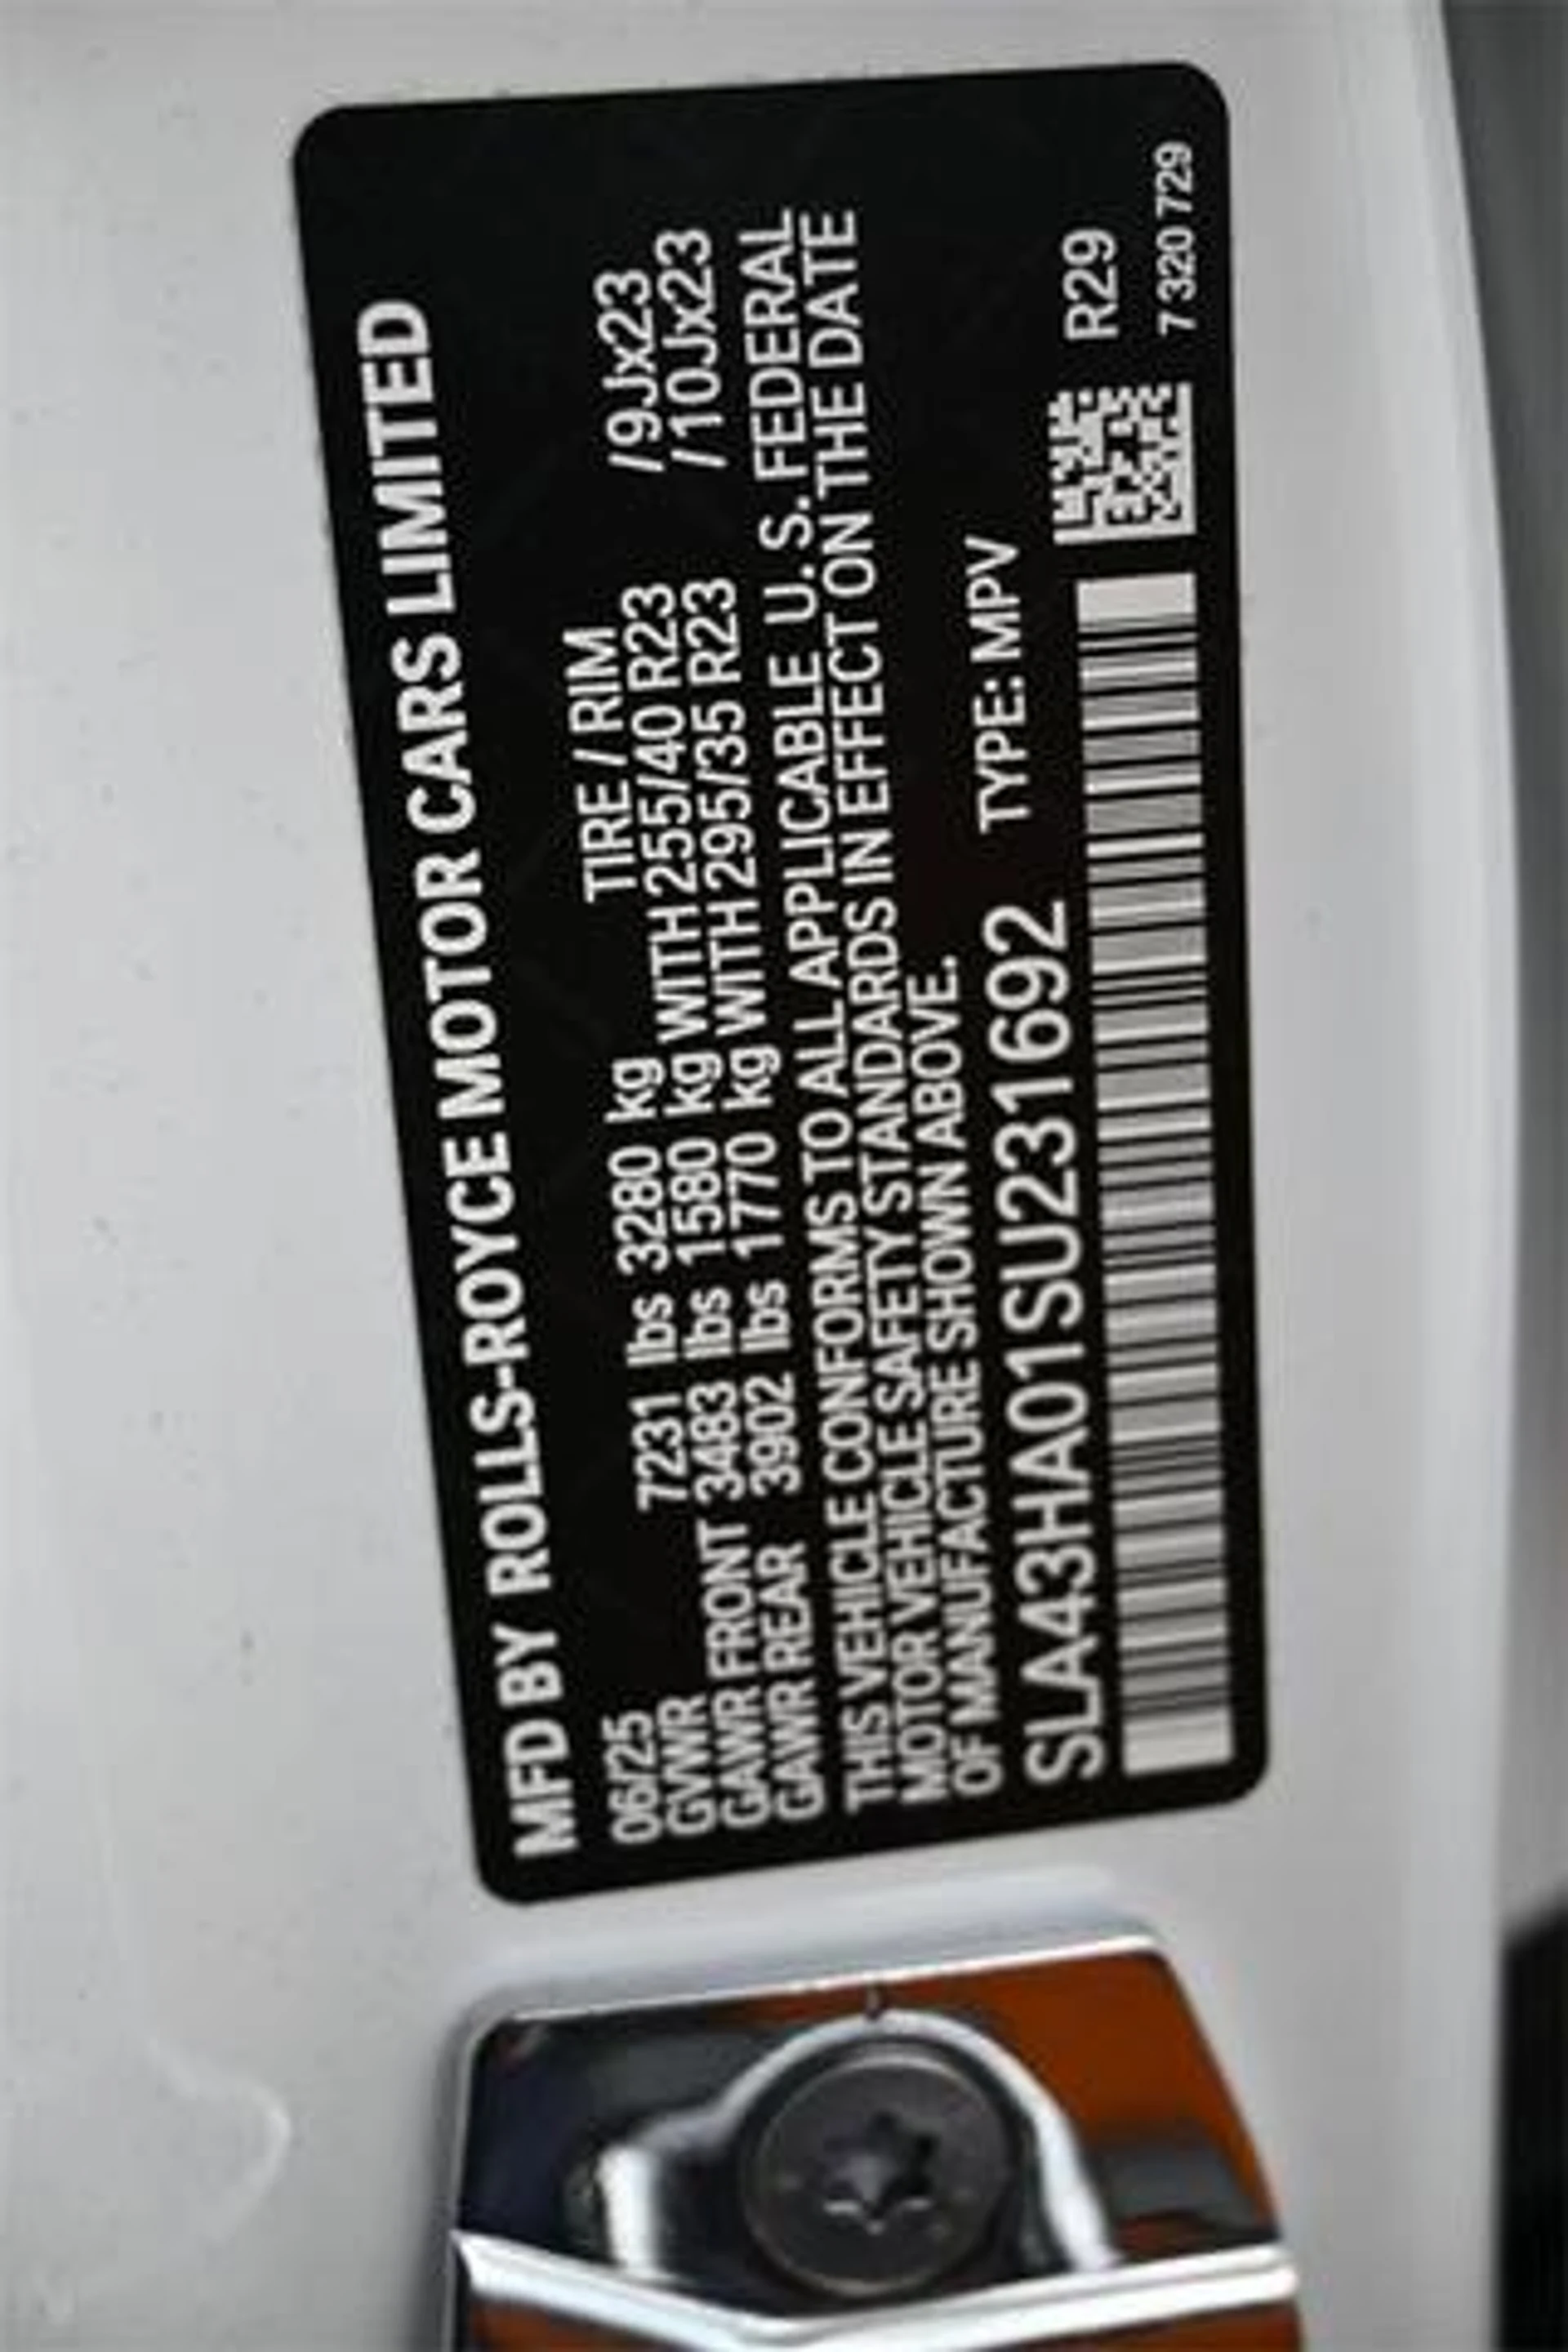 MFD BY ROLLS-ROYCE MOTOR CARS LIMITED
06/25 TIRE / RIM
GVWR 7231 lbs 3280 kg
GAWR FRONT 3483 lbs 1580 kg WITH 255/40 R23 /9Jx23
GAWR REAR 3902 lbs 1770 kg WITH 295/35 R23 /10Jx23
THIS VEHICLE CONFORMS TO ALL APPLICABLE U.S. FEDERAL
MOTOR VEHICLE SAFETY STANDARDS IN EFFECT ON THE DATE
OF MANUFACTURE SHOWN ABOVE.
SLA43HA01SU231692 TYPE: MPV
R29
7 320 729